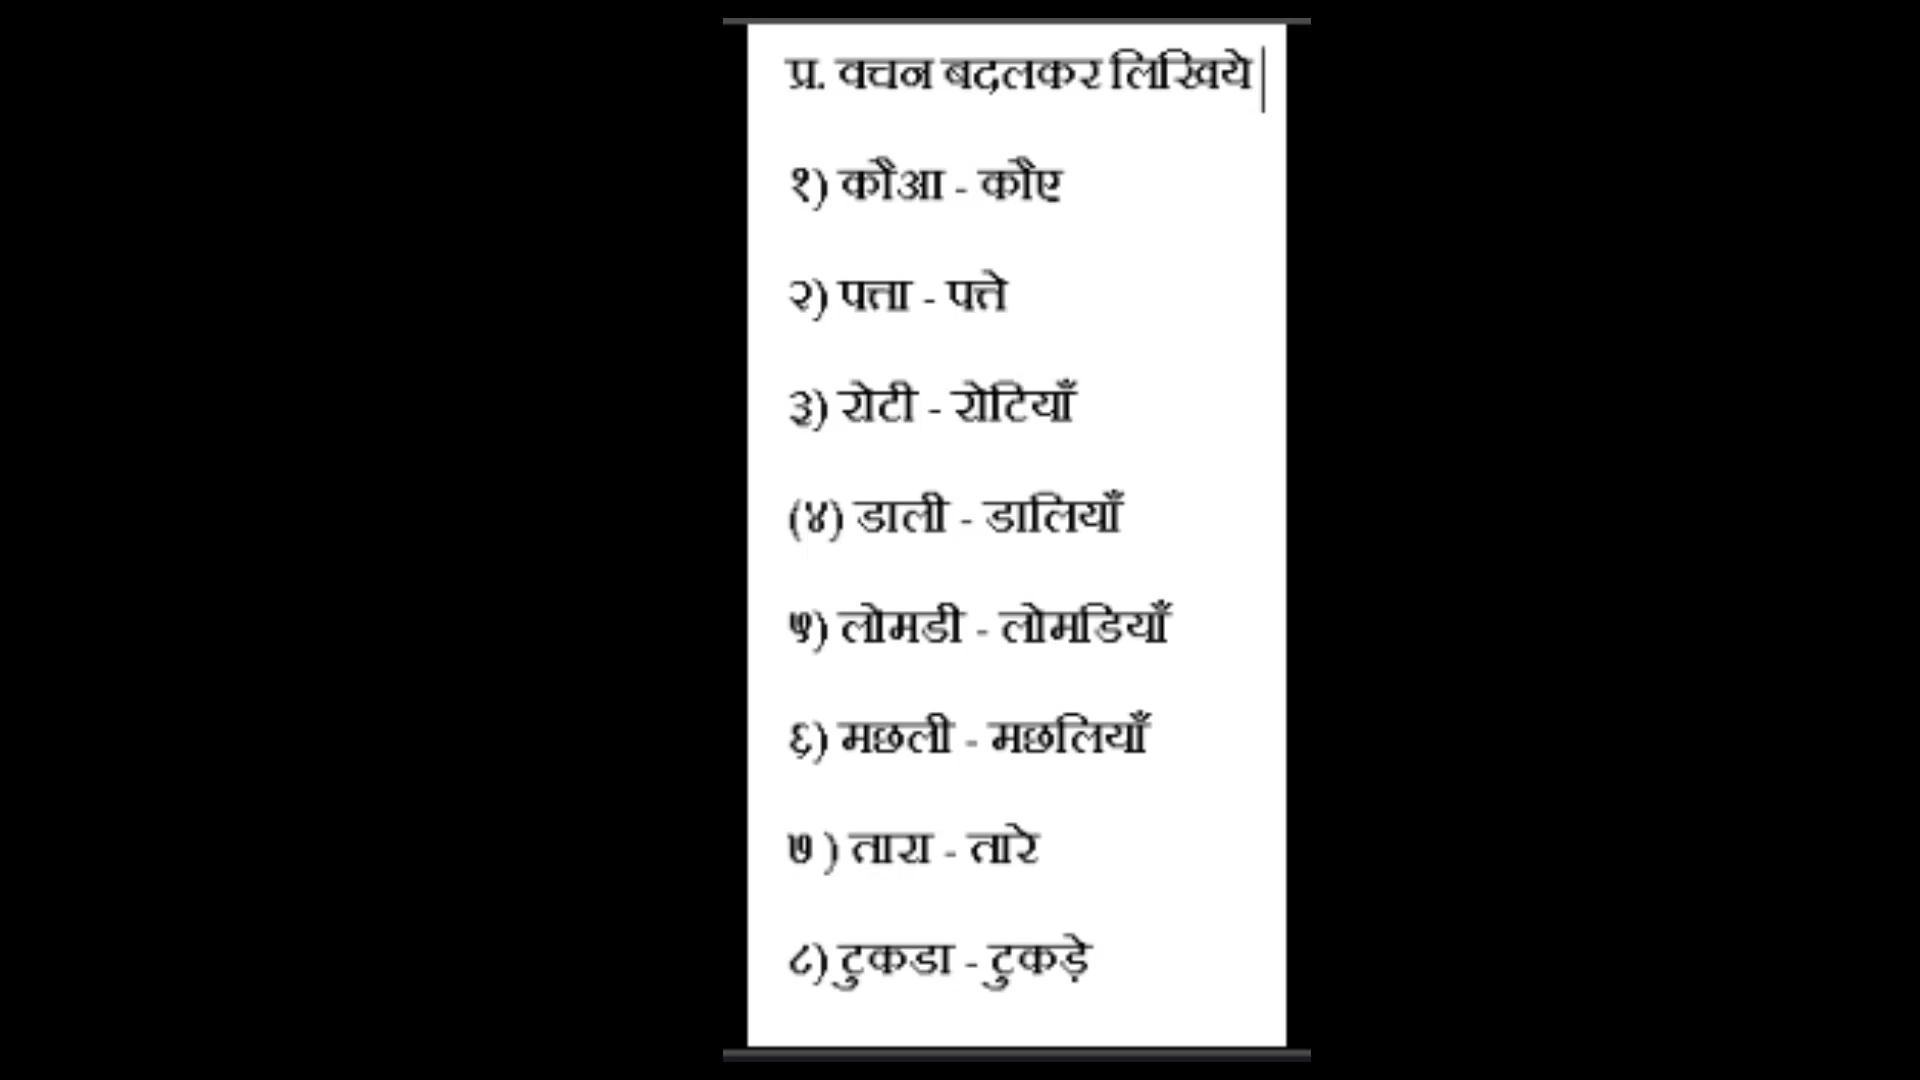 प्र. वचन बदलकर लिखिये|
१) कौआ - कौए
२) पत्ता - पत्ते
३) रोटी - रोटियाँ
(४) डाली - डालियाँ
५) लोमडी - लोमडियाँ
६) मछली - मछलियाँ
७ ) तारा - तारे
८) टुकडा - टुकड़े